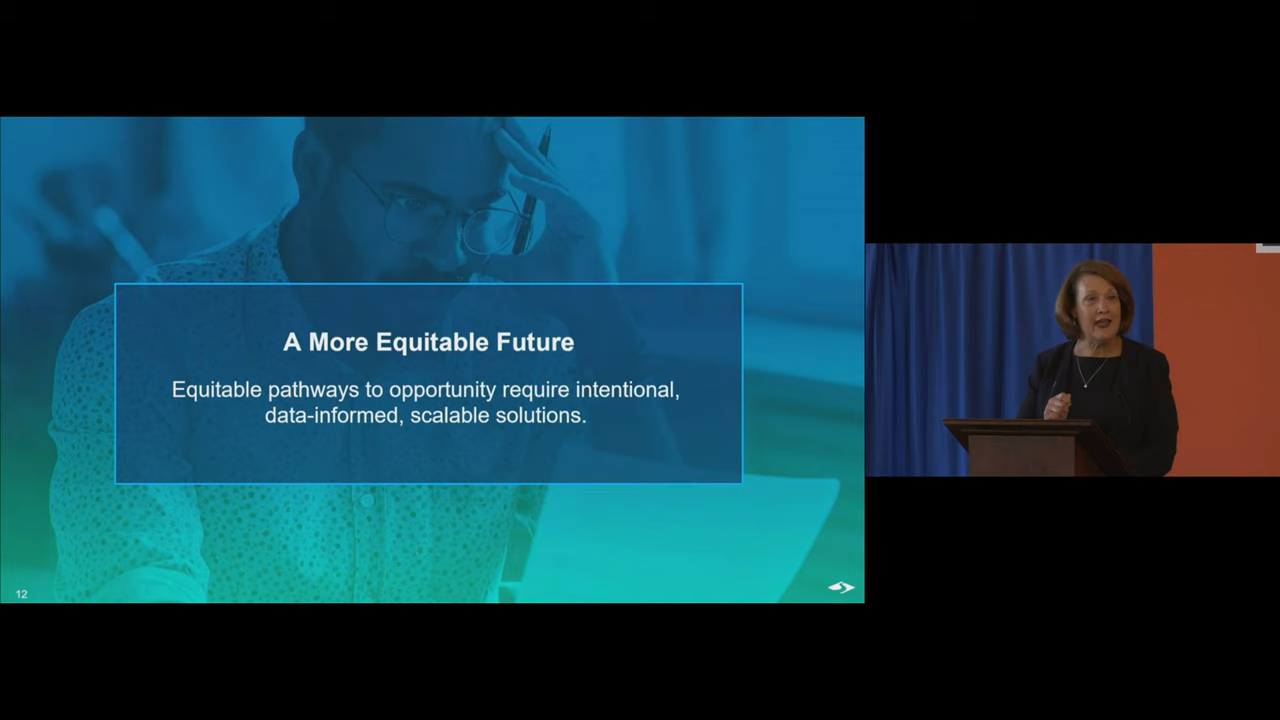 A More Equitable Future
Equitable pathways to opportunity require intentional,
data-informed, scalable solutions.
12